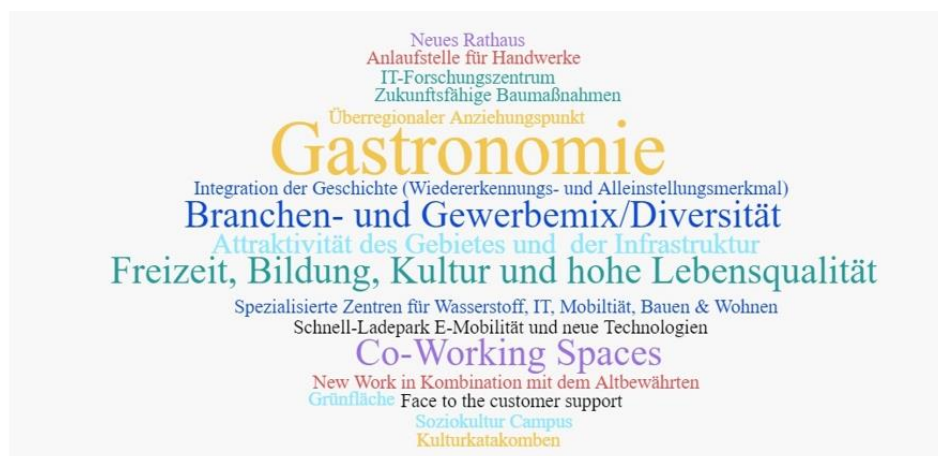 Neues Rathaus
Anlaufstelle für Handwerke
IT-Forschungszentrum
Zukunftsfähige Baumaßnahmen
Überregionaler Anziehungspunkt
Gastronomie
Integration der Geschichte (Wiedererkennungs- und Alleinstellungsmerkmal)
Branchen- und Gewerbemix/Diversität
Attraktivität des Gebietes und der Infrastruktur
Freizeit, Bildung, Kultur und hohe Lebensqualität
Spezialisierte Zentren für Wasserstoff, IT, Mobiltiät, Bauen & Wohnen
Schnell-Ladepark E-Mobilität und neue Technologien
Co-Working Spaces
New Work in Kombination mit dem Altbewährten
Grünfläche Face to the customer support
Soziokultur Campus
Kulturkatakomben